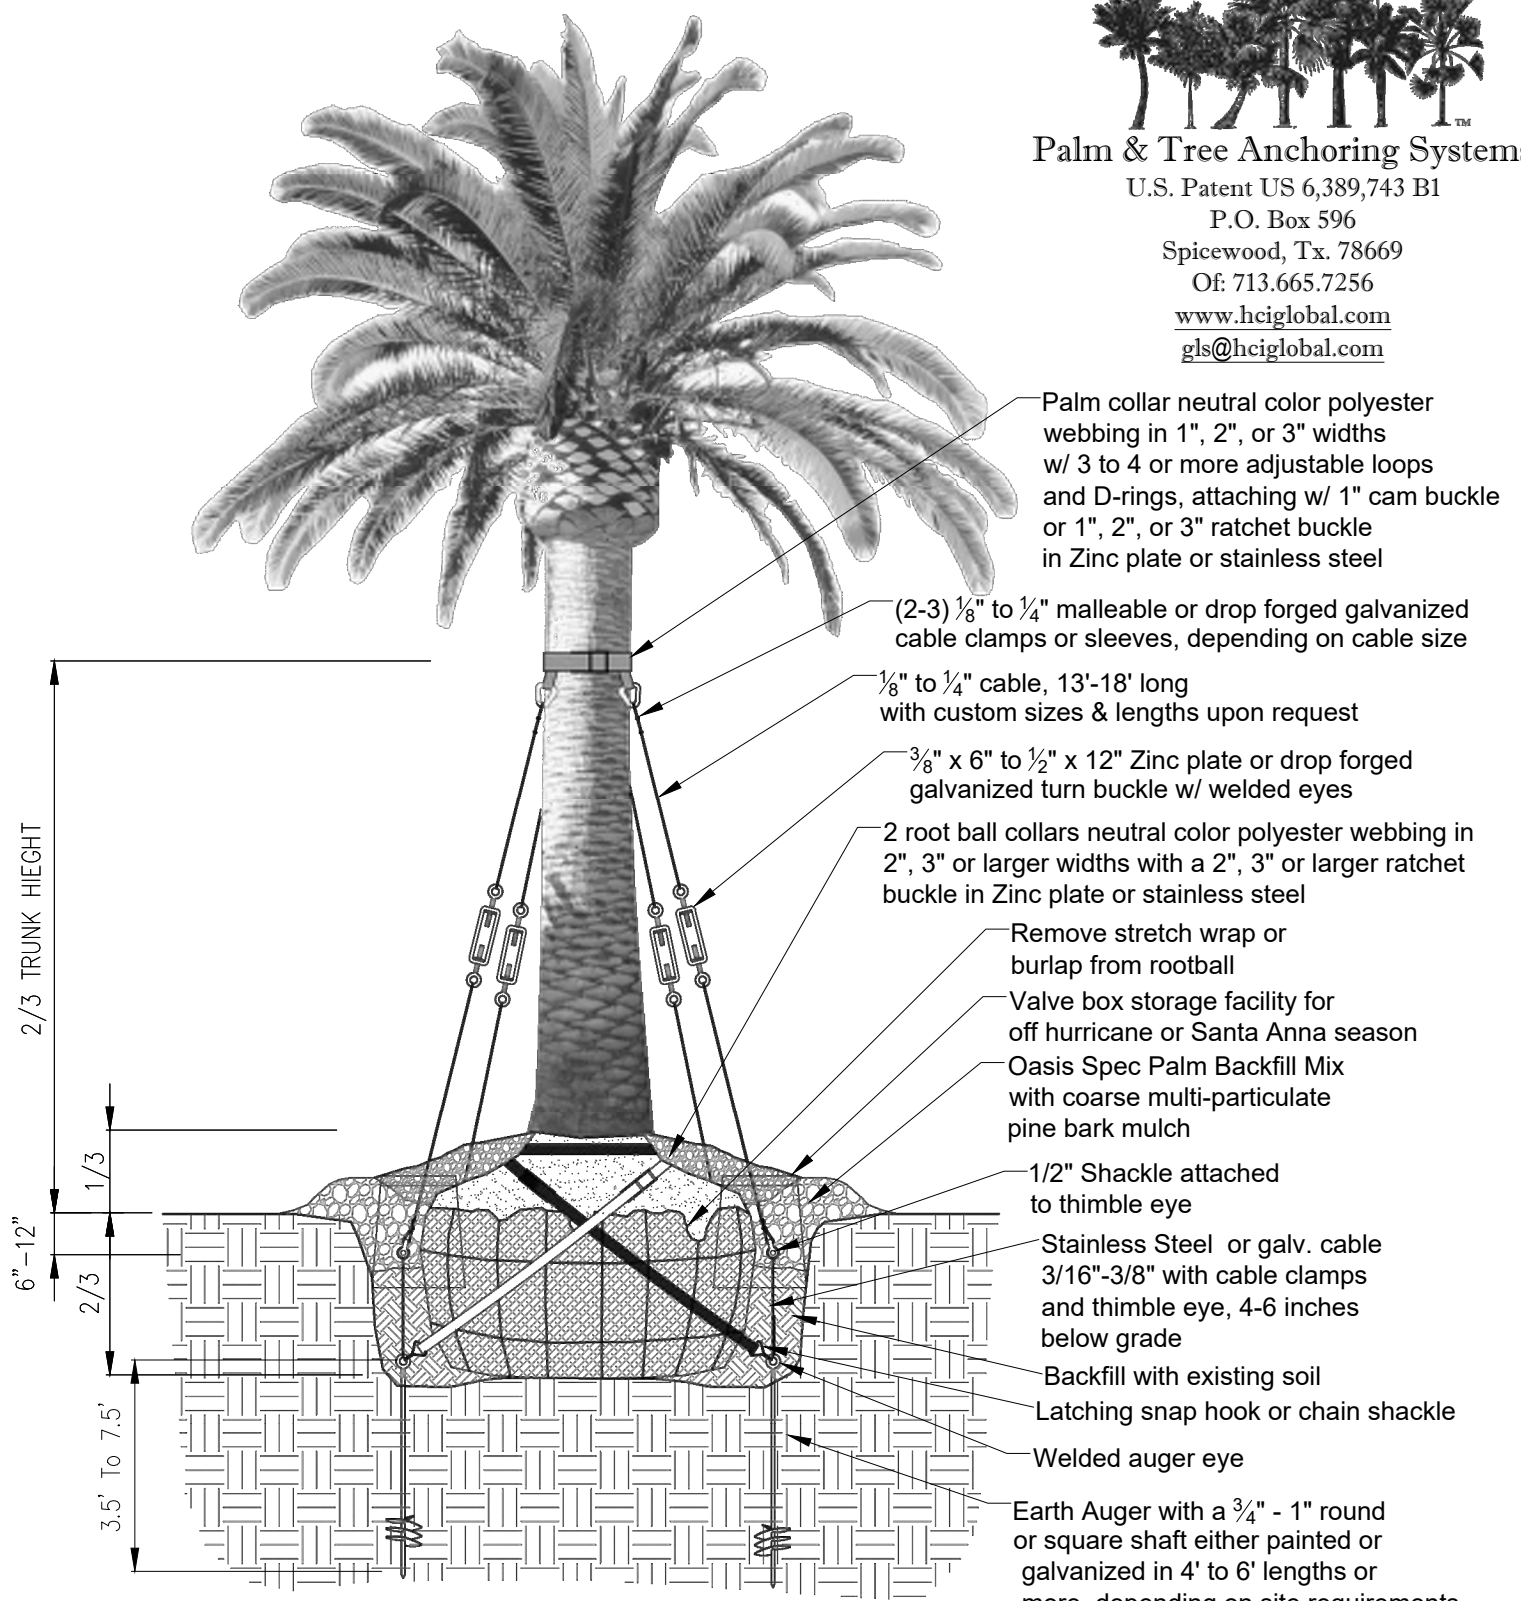 TM
Palm & Tree Anchoring Systems
U.S. Patent US 6,389,743 B1
P.O. Box 596
Spicewood, Tx. 78669
Of: 713.665.7256
www.hciglobal.com
gls@hciglobal.com
Palm collar neutral color polyester
webbing in 1", 2", or 3" widths
w/ 3 to 4 or more adjustable loops
and D-rings, attaching w/ 1" cam buckle
or 1", 2", or 3" ratchet buckle
in Zinc plate or stainless steel
(2-3) 1/8" to 1/4" malleable or drop forged galvanized
cable clamps or sleeves, depending on cable size
1/8" to 1/4" cable, 13'-18' long
with custom sizes & lengths upon request
3/8" x 6" to 1/2" x 12" Zinc plate or drop forged
galvanized turn buckle w/ welded eyes
2 root ball collars neutral color polyester webbing in
2", 3" or larger widths with a 2", 3" or larger ratchet
buckle in Zinc plate or stainless steel
Remove stretch wrap or
burlap from rootball
Valve box storage facility for
off hurricane or Santa Anna season
Oasis Spec Palm Backfill Mix
with coarse multi-particulate
pine bark mulch
1/2" Shackle attached
to thimble eye
Stainless Steel or galv. cable
3/16"-3/8" with cable clamps
and thimble eye, 4-6 inches
below grade
Backfill with existing soil
Latching snap hook or chain shackle
Welded auger eye
Earth Auger with a 3/4" - 1" round
or square shaft either painted or
galvanized in 4' to 6' lengths or
more, depending on site requirements
2/3 TRUNK HIEGHT
1/3
6"-12"
2/3
3.5' To 7.5'